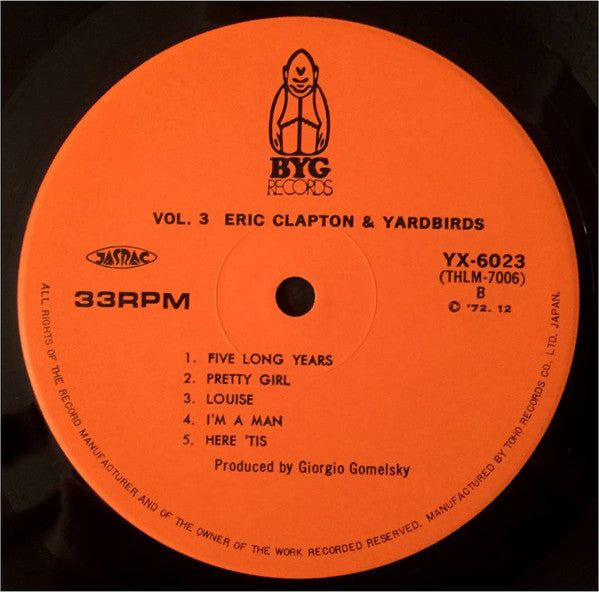 BYG
RECORDS
VOL. 3 ERIC CLAPTON & YARDBIRDS
JASRAC
YX-6023
(THLM-7006)
33RPM
B
© '72. 12
1. FIVE LONG YEARS
2. PRETTY GIRL
3. LOUISE
4. I'M A MAN
5. HERE 'TIS
Produced by Giorgio Gomelsky
ALL RIGHTS OF THE RECORD MANUFACTURER AND OF THE OWNER OF THE WORK RECORDED RESERVED. MANUFACTURED BY TOHO RECORDS CO., LTD. JAPAN.